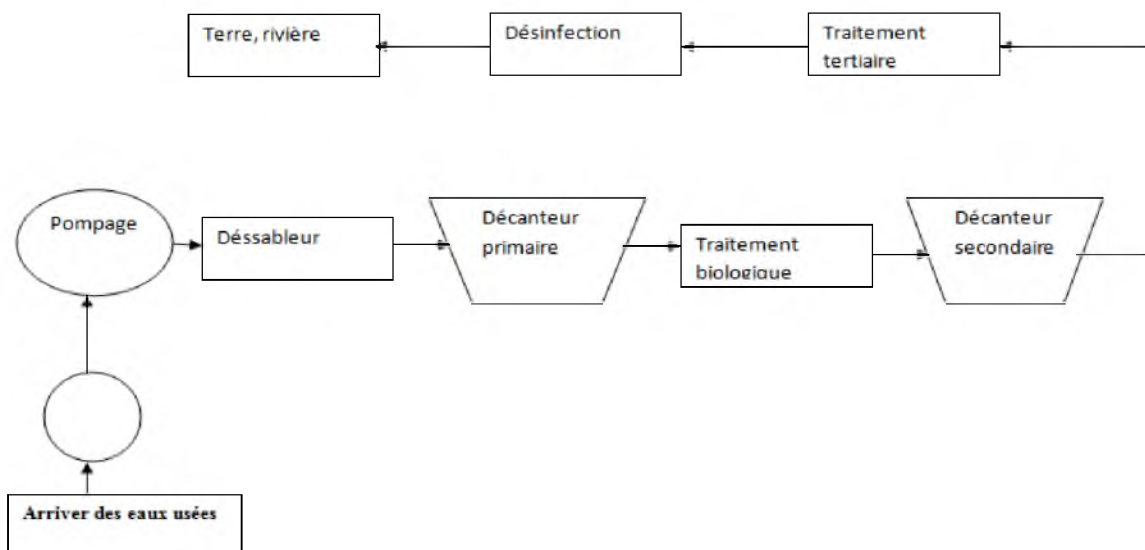 Terre, rivière
Désinfection
Traitement
tertiaire
Pompage
Déssableur
Décanteur
primaire
Traitement
biologique
Décanteur
secondaire
Arriver des eaux usées